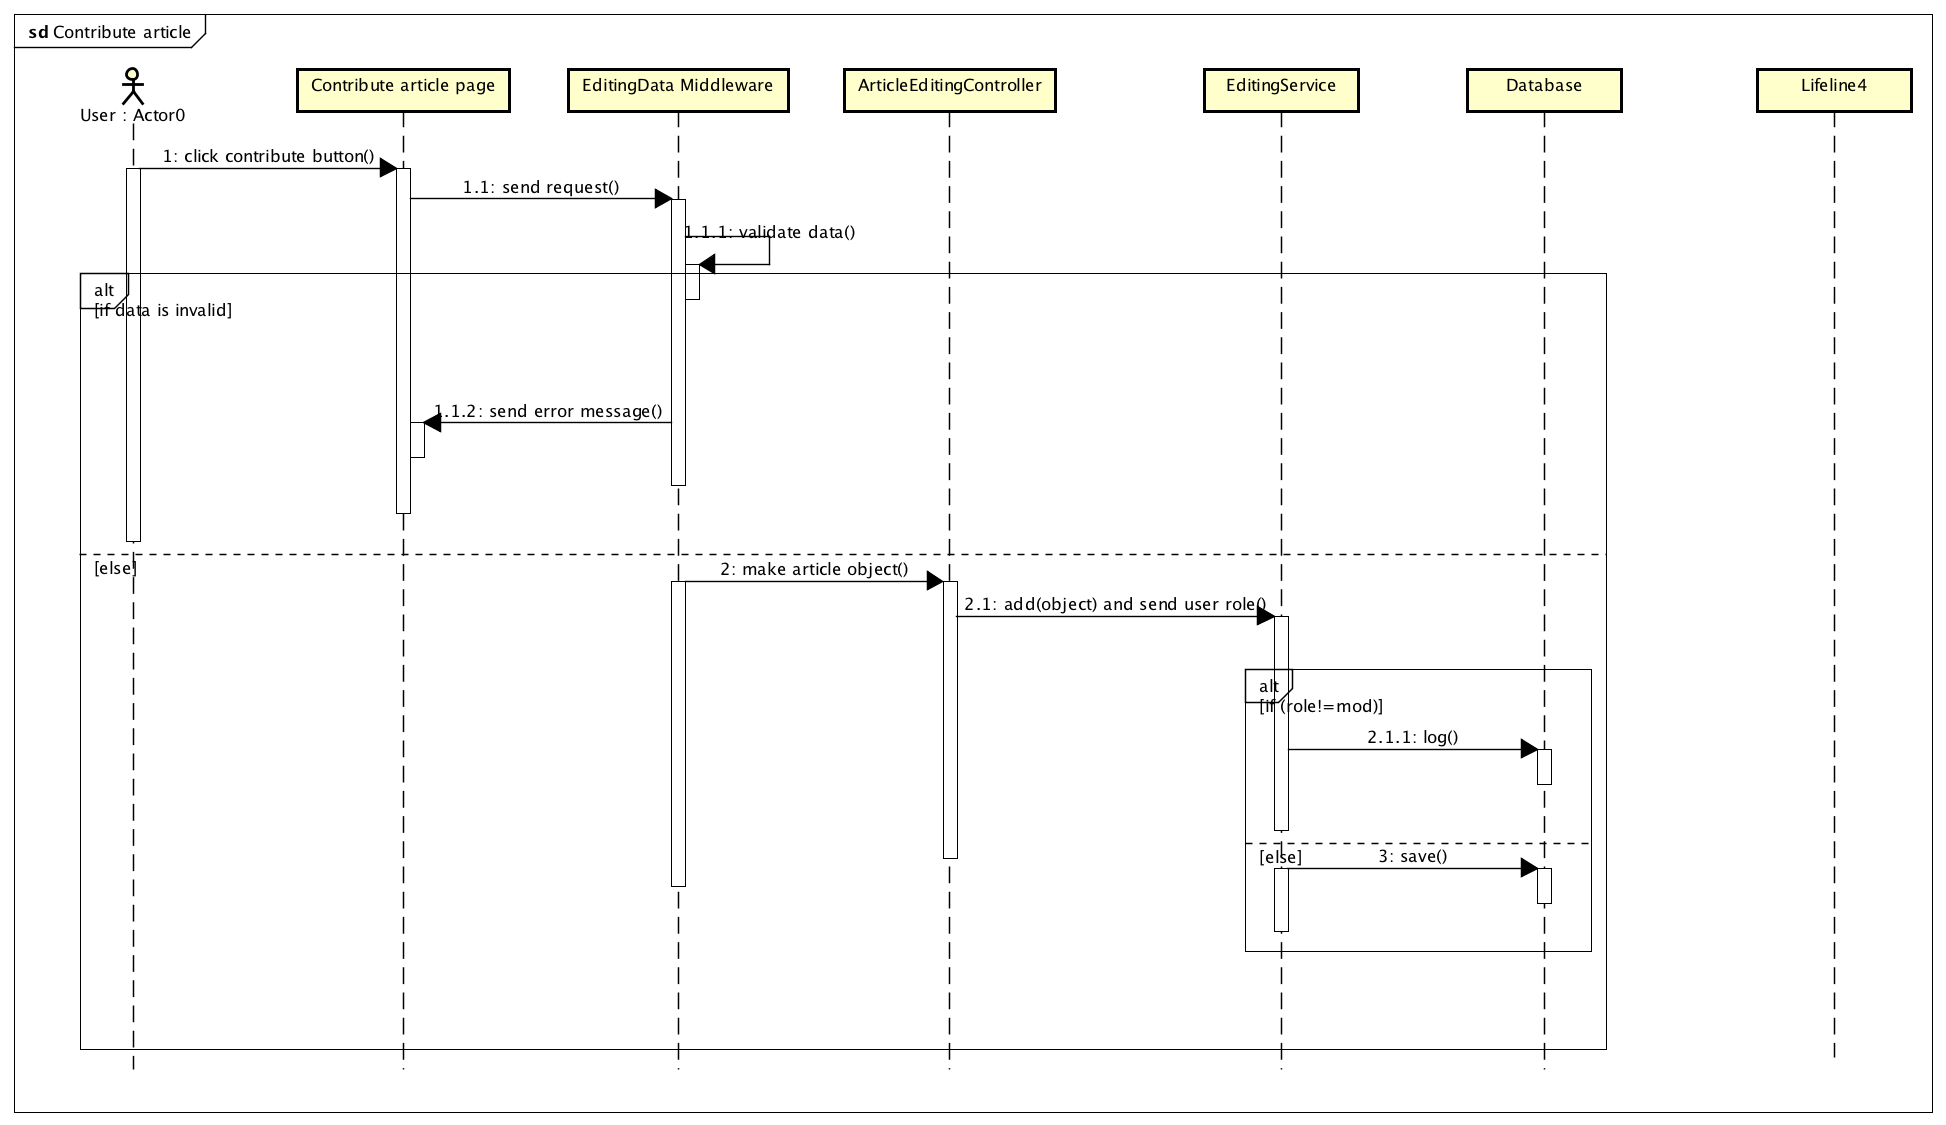 sd Contribute article
User : Actor0
Contribute article page
EditingData Middleware
ArticleEditingController
EditingService
Database
Lifeline4
1: click contribute button()
1.1: send request()
1.1.1: validate data()
alt
[if data is invalid]
1.1.2: send error message()
[else]
2: make article object()
2.1: add(object) and send user role()
alt
[if (role!=mod)]
2.1.1: log()
[else]
3: save()